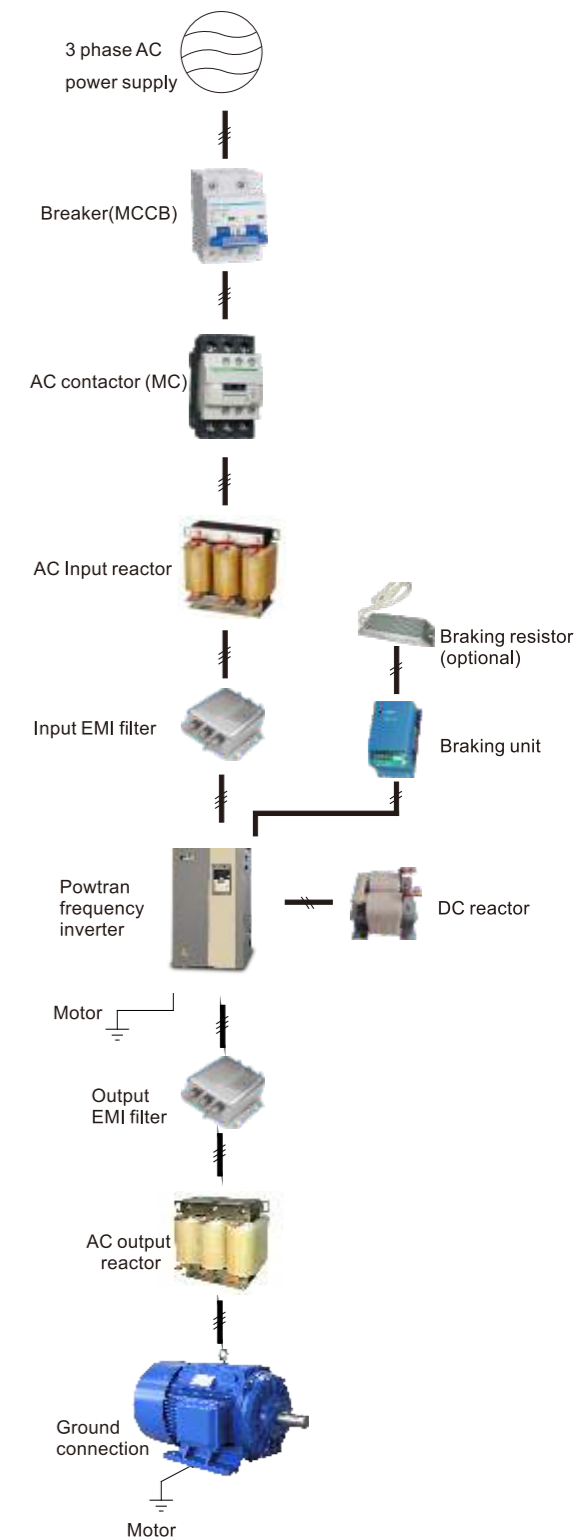 3 phase AC
power supply
Breaker(MCCB)
AC contactor (MC)
AC Input reactor
Braking resistor
(optional)
Input EMI filter
Braking unit
Powtran
frequency
inverter
DC reactor
Motor
Output
EMI filter
AC output
reactor
Ground
connection
Motor